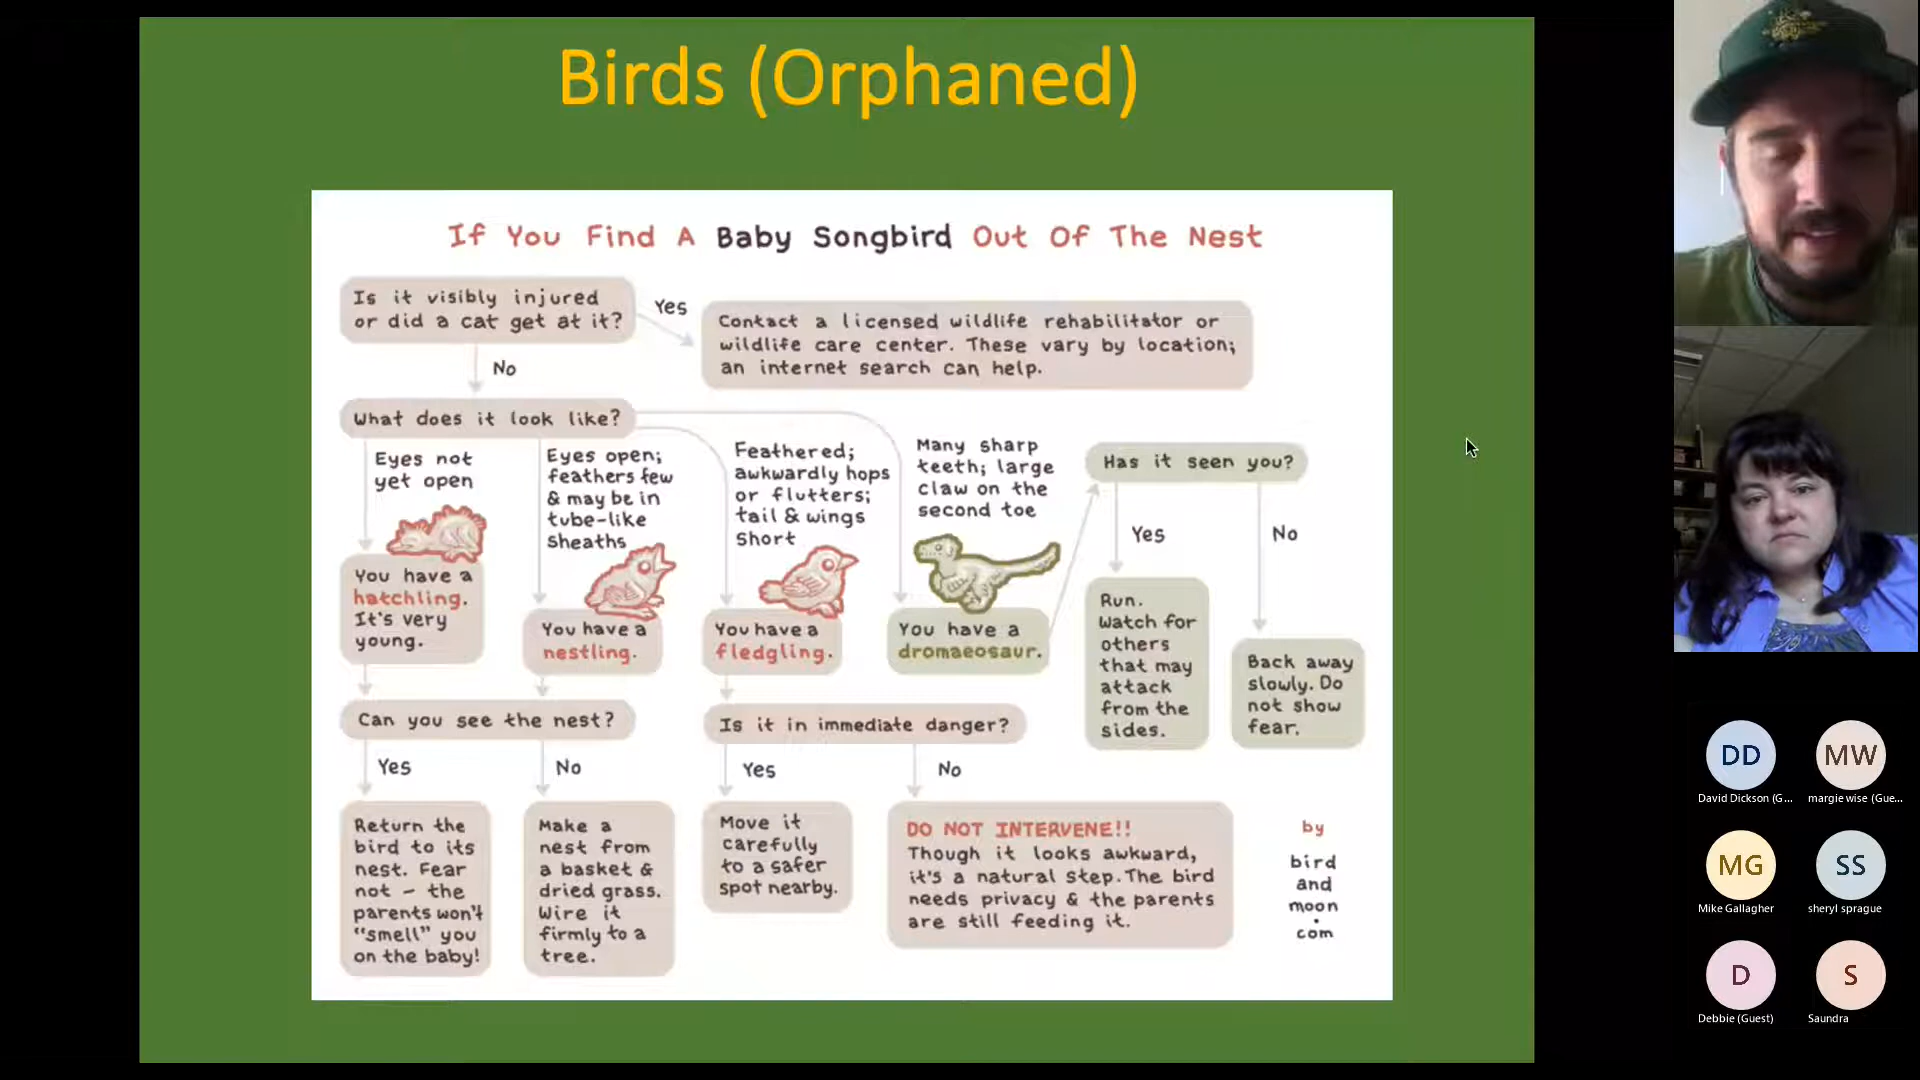 Birds (Orphaned)
If You Find A Baby Songbird Out Of The Nest
Is it visibly injured
or did a cat get at it?
Yes
Contact a licensed wildlife rehabilitator or
wildlife care center. These vary by location;
an internet search can help.
No
What does it look like?
Eyes not
yet open
Eyes open;
feathers few
& may be in
tube-like
sheaths
Feathered;
awkwardly hops
or flutters;
tail & wings
short
Many sharp
teeth; large
claw on the
second toe
Has it seen you?
Yes
No
You have a
hatchling.
It's very
young.
You have a
nestling.
You have a
fledgling.
You have a
dromaeosaur.
Run.
Watch for
others
that may
attack
from the
sides.
Back away
slowly. Do
not show
fear.
Can you see the nest?
Is it in immediate danger?
Yes
No
Yes
No
Return the
bird to its
nest. Fear
not - the
parents won't
"smell" you
on the baby!
Make a
nest from
a basket &
dried grass.
Wire it
firmly to a
tree.
Move it
carefully
to a safer
spot nearby.
DO NOT INTERVENE!!
Though it looks awkward,
it's a natural step. The bird
needs privacy & the parents
are still feeding it.
by
bird
and
moon
.
com
DD
David Dickson (G...
MW
margie wise (Gue...
MG
Mike Gallagher
SS
sheryl sprague
D
Debbie (Guest)
S
Saundra